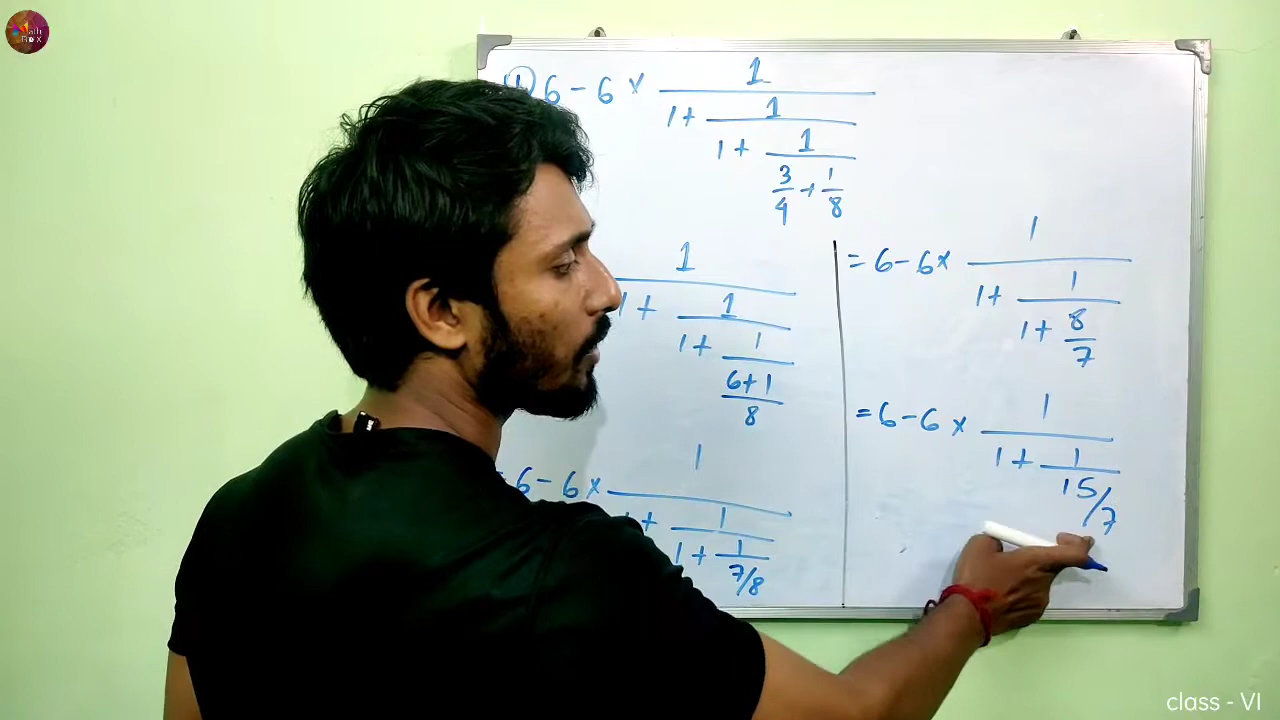 Math
BOX
6 - 6 × 1
1 + 1
1 + 1
3/4 + 1/8
1
1 + 1
1 + 1
6+1
8
= 6 - 6 × 1
1 + 1
1 + 1
7/8
= 6 - 6 × 1
1 + 1
1 + 8/7
= 6 - 6 × 1
1 + 1
15/7
class - VI